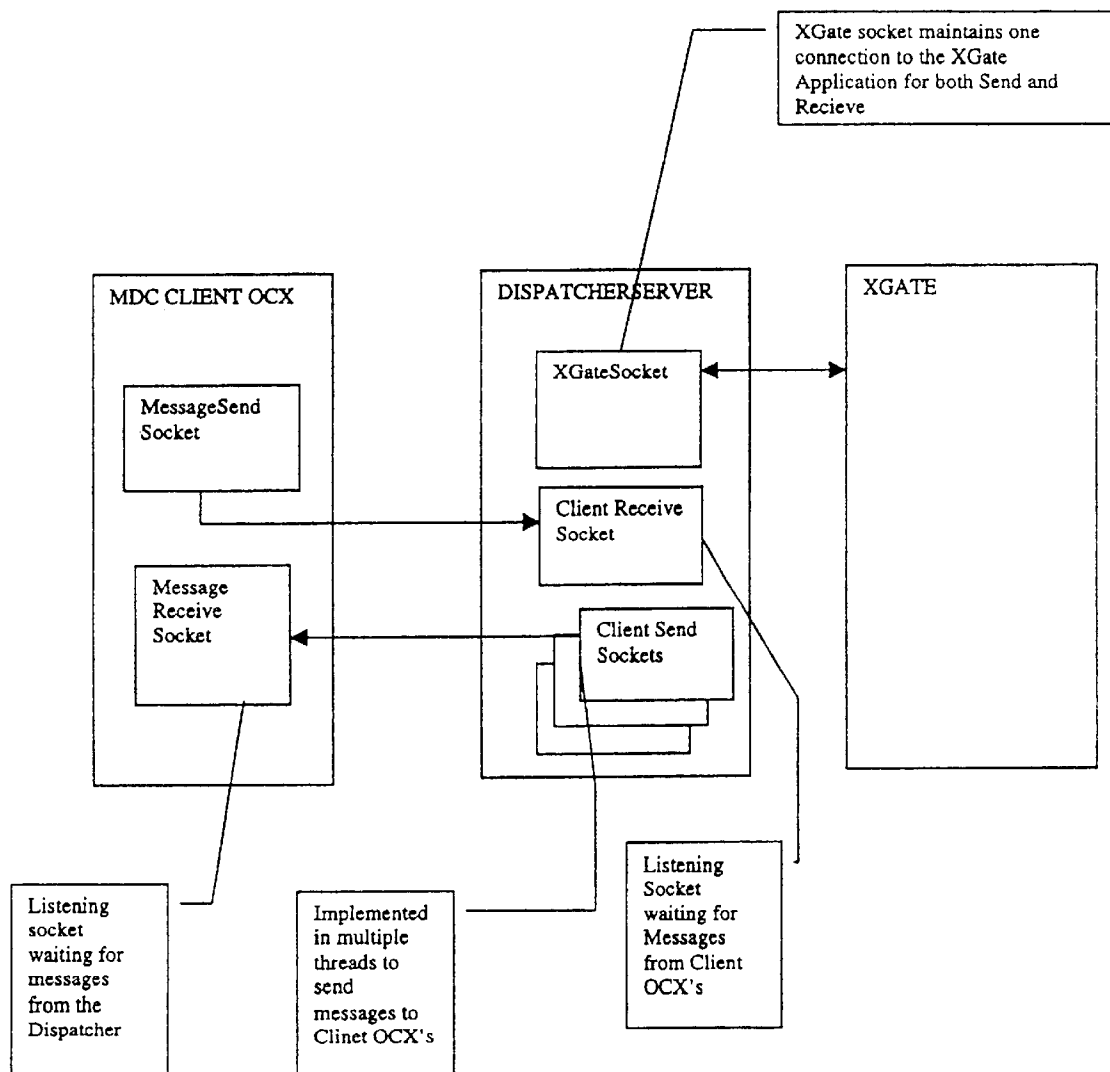 XGate socket maintains one
connection to the XGate
Application for both Send and
Recieve
MDC CLIENT OCX
DISPATCHERSERVER
XGATE
XGateSocket
MessageSend
Socket
Client Receive
Socket
Message
Receive
Socket
Client Send
Sockets
Listening
socket
waiting for
messages
from the
Dispatcher
Implemented
in multiple
threads to
send
messages to
Clinet OCX's
Listening
Socket
waiting for
Messages
from Client
OCX's